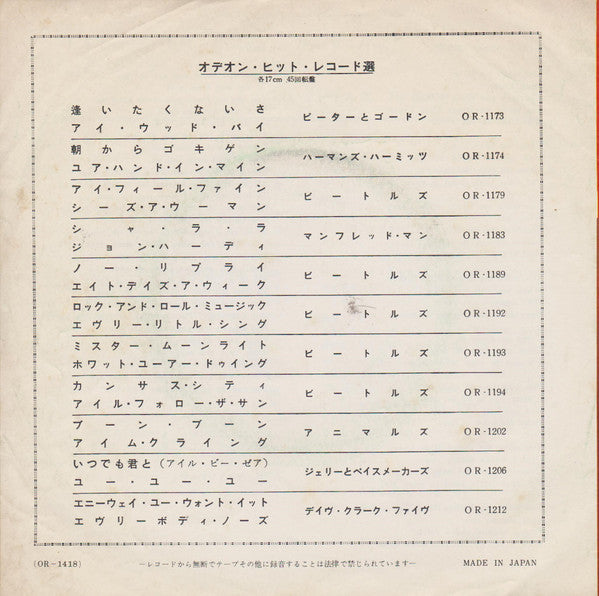 オデオン・ヒット・レコード選
各17cm 45回転盤
逢いたくないさ
アイ・ウッド・バイ
ピーターとゴードン OR-1173
朝からゴキゲン
ユア・ハンド・イン・マイン
ハーマンズ・ハーミッツ OR-1174
アイ・フィール・ファイン
シーズ・ア・ウーマン
ビートルズ OR-1179
シャ・ラ・ラ
ジョン・ハーディ
マンフレッド・マン OR-1183
ノー・リプライ
エイト・デイズ・ア・ウィーク
ビートルズ OR-1189
ロック・アンド・ロール・ミュージック
エヴリー・リトル・シング
ビートルズ OR-1192
ミスター・ムーンライト
ホワット・ユーアー・ドゥイング
ビートルズ OR-1193
カンサス・シティ
アイル・フォロー・ザ・サン
ビートルズ OR-1194
ブーン・ブーン
アイム・クライング
アニマルズ OR-1202
いつでも君と(アイル・ビー・ゼア)
ユー・ユー・ユー
ジェリーとペイスメーカーズ OR-1206
エニーウェイ・ユー・ウォント・イット
エヴリボディ・ノーズ
デイヴ・クラーク・ファイヴ OR-1212
(OR-1418) —レコードから無断でテープその他に録音することは法律で禁じられています— MADE IN JAPAN